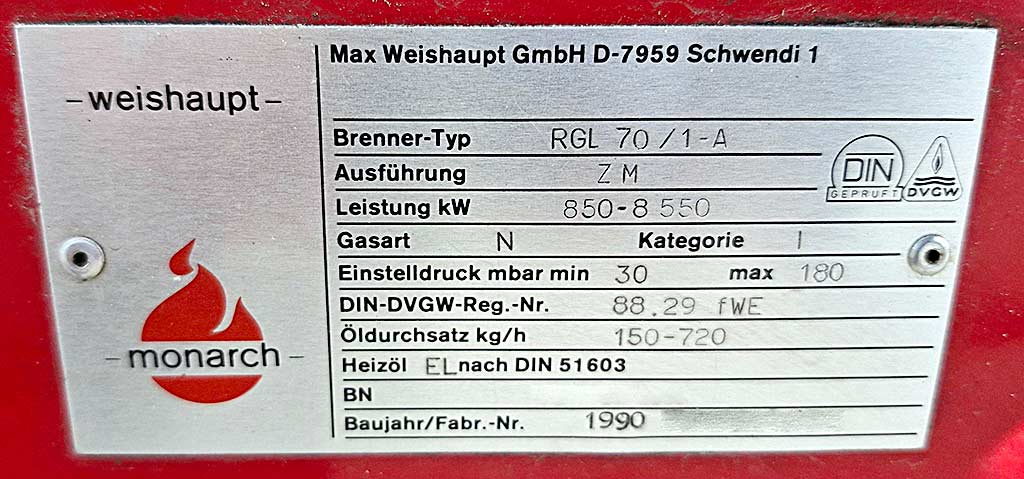 -weishaupt-
-monarch-
Max Weishaupt GmbH D-7959 Schwendi 1
Brenner-Typ RGL 70/1-A
Ausführung Z M
Leistung kW 850-8 550
Gasart N Kategorie I
Einstelldruck mbar min 30 max 180
DIN-DVGW-Reg.-Nr. 88.29 fWE
Öldurchsatz kg/h 150-720
Heizöl EL nach DIN 51603
BN
Baujahr/Fabr.-Nr. 1990
DIN
GEPRÜFT
DVGW